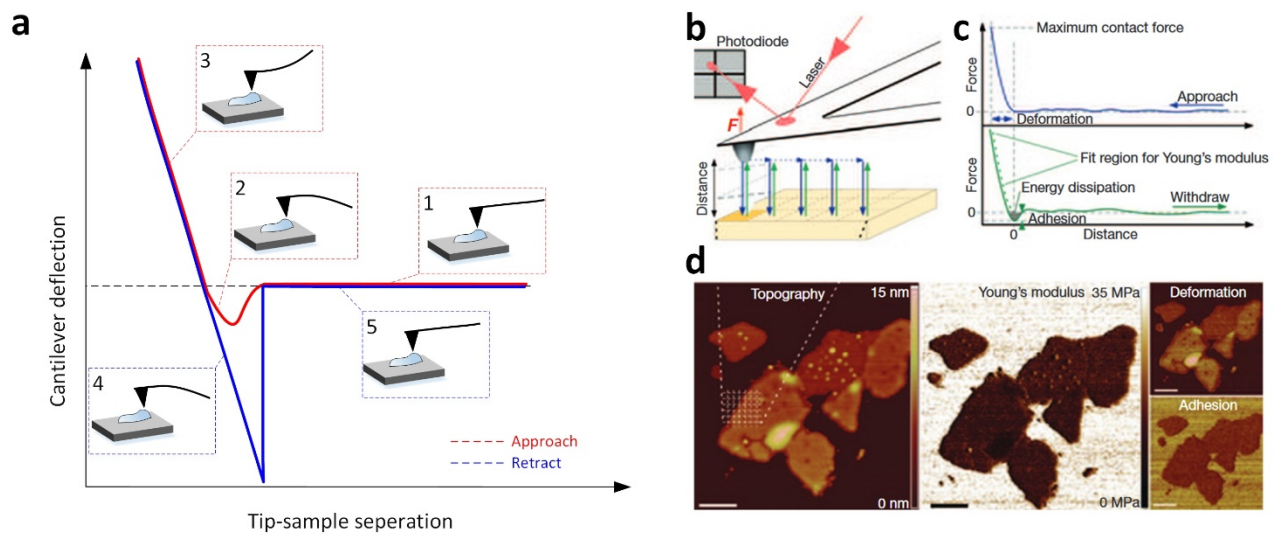 a
Cantilever deflection
Tip-sample seperation
3
2
1
4
5
Approach
Retract
b
Photodiode
Laser
F
Distance
c
Maximum contact force
Force
0
Approach
Deformation
Force
Fit region for Young's modulus
Energy dissipation
Withdraw
0
Adhesion
0
Distance
d
Topography
15 nm
0 nm
Young's modulus
35 MPa
0 MPa
Deformation
Adhesion